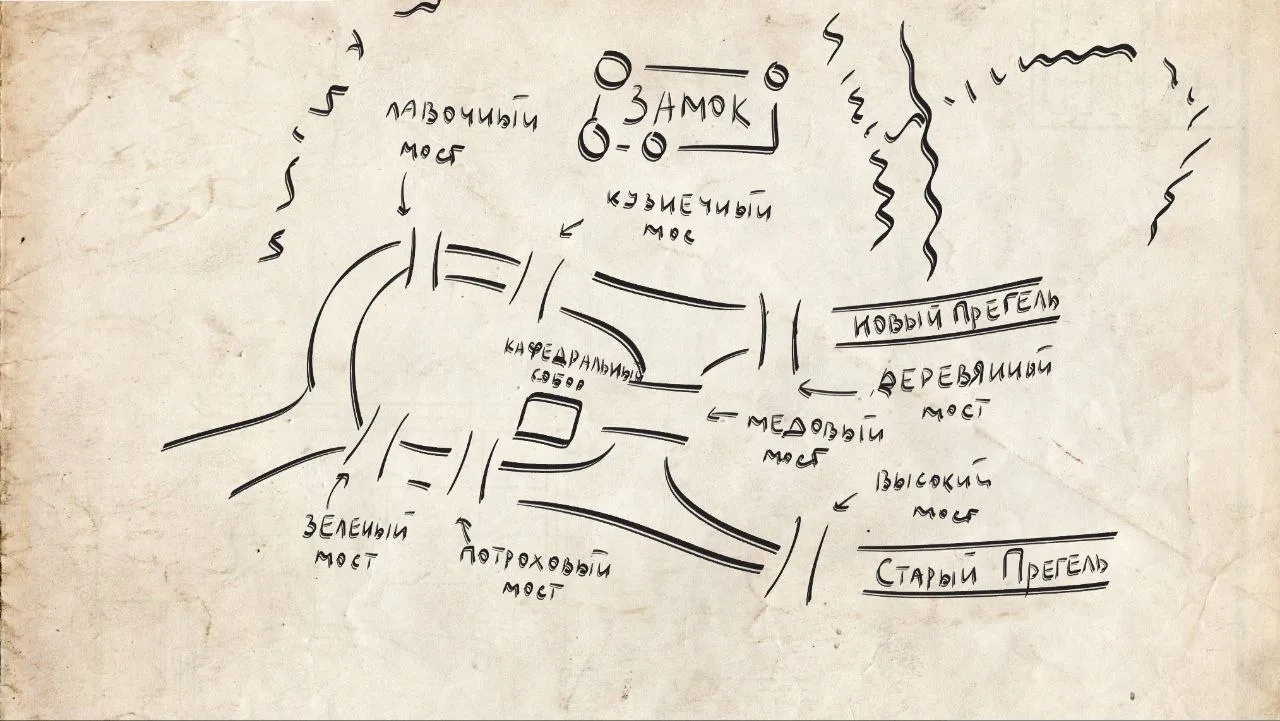 ЛАВОЧНЫЙ
МОСТ
ЗАМОК
КУЗНЕЧНЫЙ
МОС
НОВЫЙ ПРЕГЕЛЬ
КАФЕДРАЛЬНЫЙ
СОБОР
ДЕРЕВЯННЫЙ
МОСТ
МЕДОВЫЙ
МОСТ
ВЫСОКИЙ
МОСТ
ЗЕЛЕНЫЙ
МОСТ
ПОТРОХОВЫЙ
МОСТ
СТАРЫЙ ПРЕГЕЛЬ